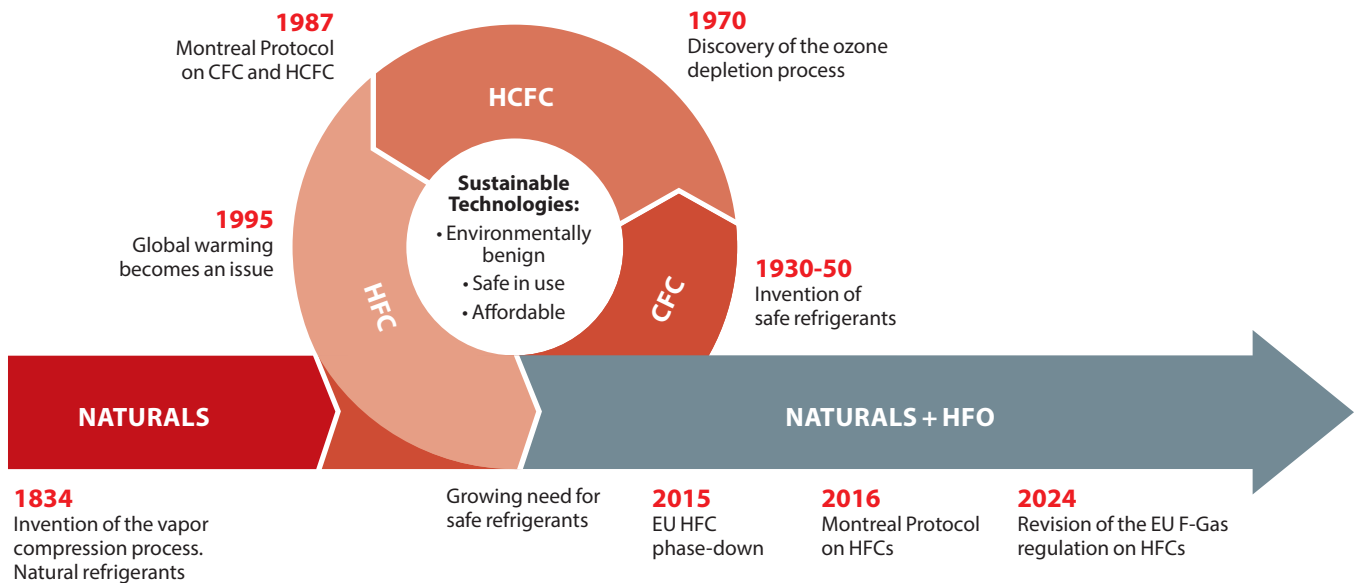 1987
Montreal Protocol
on CFC and HCFC
1970
Discovery of the ozone
depletion process
HCFC
Sustainable
Technologies:
• Environmentally
benign
• Safe in use
• Affordable
1995
Global warming
becomes an issue
HFC
CFC
1930-50
Invention of
safe refrigerants
NATURALS
NATURALS + HFO
1834
Invention of the vapor
compression process.
Natural refrigerants
Growing need for
safe refrigerants
2015
EU HFC
phase-down
2016
Montreal Protocol
on HFCs
2024
Revision of the EU F-Gas
regulation on HFCs